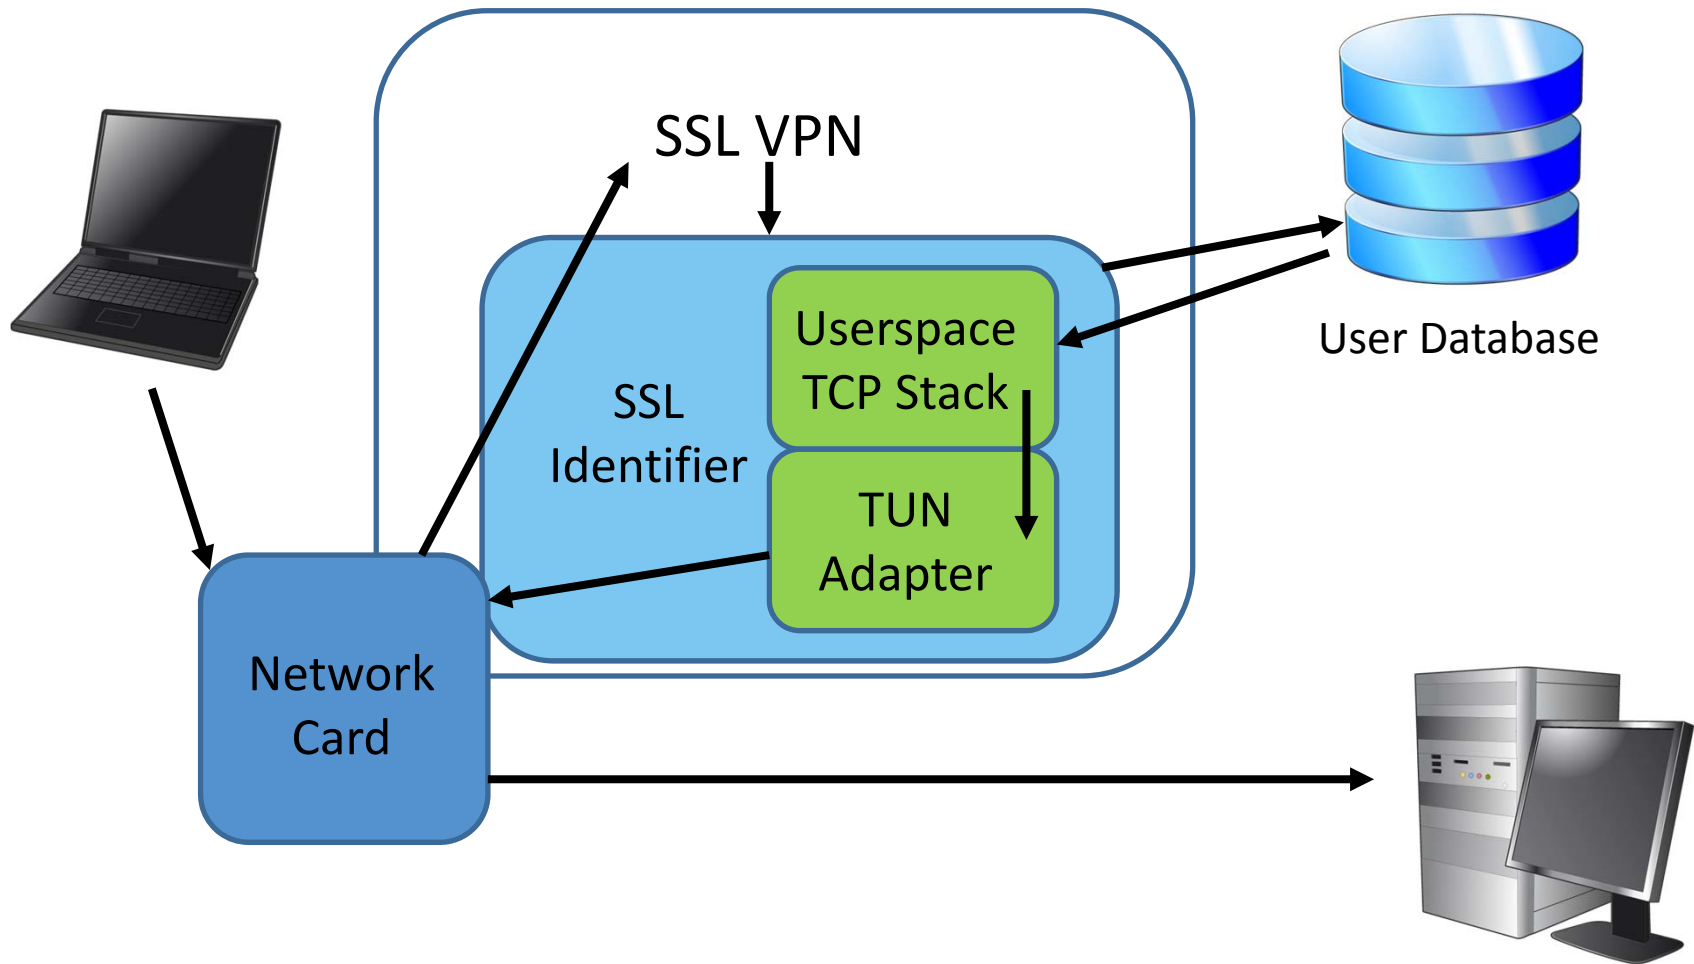 SSL VPN
Userspace
TCP Stack
User Database
SSL
Identifier
TUN
Adapter
Network
Card